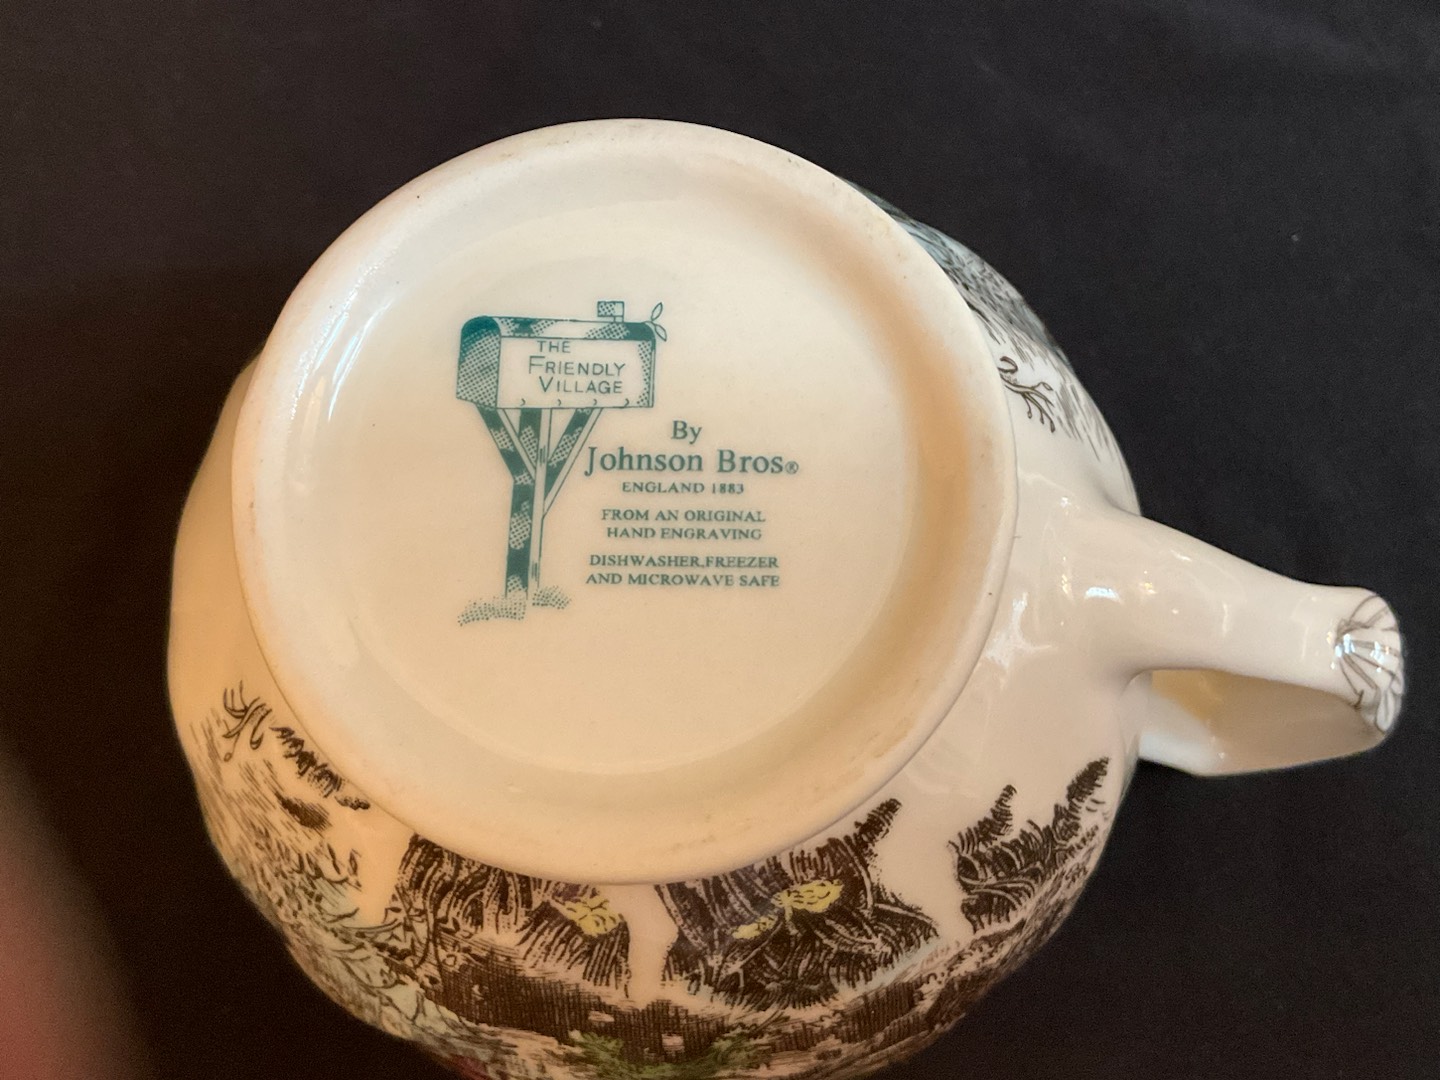 THE
FRIENDLY
VILLAGE
By
Johnson Bros®
ENGLAND 1883
FROM AN ORIGINAL
HAND ENGRAVING
DISHWASHER,FREEZER
AND MICROWAVE SAFE